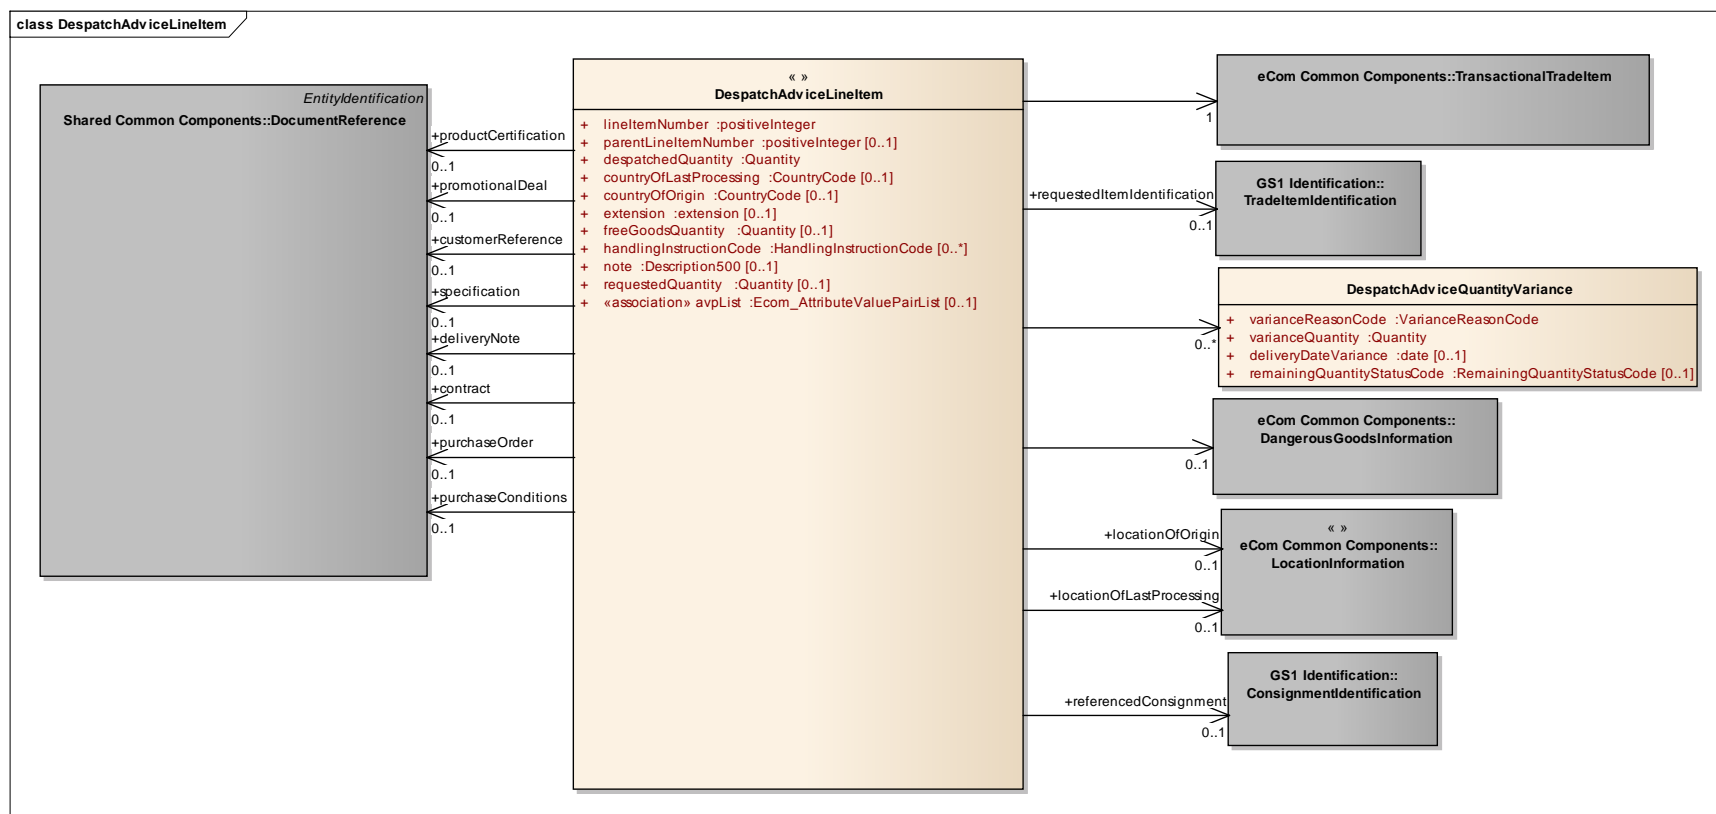 class DespatchAdviceLineItem
EntityIdentification
Shared Common Components::DocumentReference
+productCertification
0..1
+promotionalDeal
0..1
+customerReference
0..1
+specification
0..1
+deliveryNote
0..1
+contract
0..1
+purchaseOrder
0..1
+purchaseConditions
0..1
« »
DespatchAdviceLineItem
+ lineItemNumber :positiveInteger
+ parentLineItemNumber :positiveInteger [0..1]
+ despatchedQuantity :Quantity
+ countryOfLastProcessing :CountryCode [0..1]
+ countryOfOrigin :CountryCode [0..1]
+ extension :extension [0..1]
+ freeGoodsQuantity :Quantity [0..1]
+ handlingInstructionCode :HandlingInstructionCode [0..*]
+ note :Description500 [0..1]
+ requestedQuantity :Quantity [0..1]
+ «association» avpList :Ecom_AttributeValuePairList [0..1]
eCom Common Components::TransactionalTradeItem
1
+requestedItemIdentification
0..1
GS1 Identification::
TradeItemIdentification
0..*
DespatchAdviceQuantityVariance
+ varianceReasonCode :VarianceReasonCode
+ varianceQuantity :Quantity
+ deliveryDateVariance :date [0..1]
+ remainingQuantityStatusCode :RemainingQuantityStatusCode [0..1]
0..1
eCom Common Components::
DangerousGoodsInformation
+locationOfOrigin
0..1
+locationOfLastProcessing
0..1
« »
eCom Common Components::
LocationInformation
+referencedConsignment
0..1
GS1 Identification::
ConsignmentIdentification